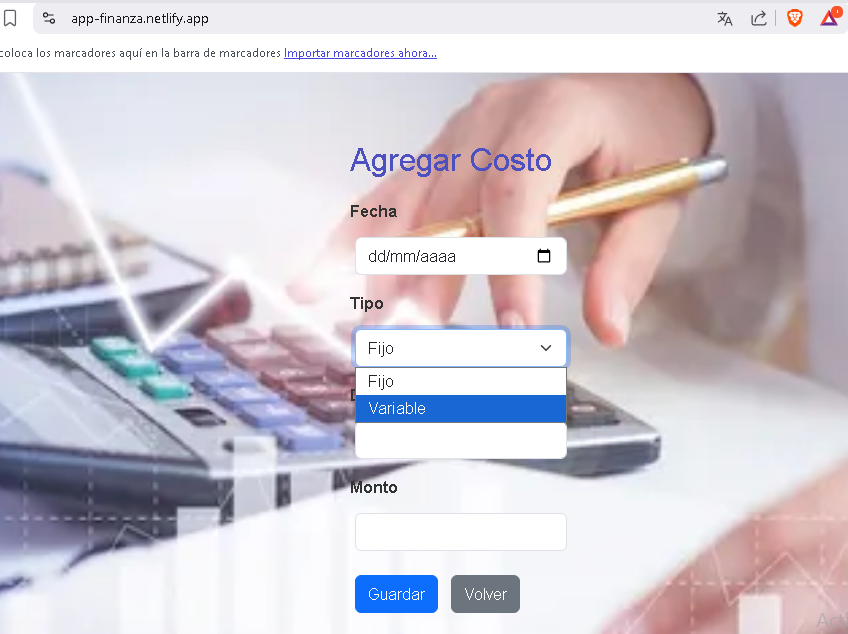 app-finanza.netlify.app
coloca los marcadores aquí en la barra de marcadores Importar marcadores ahora...
Agregar Costo
Fecha
dd/mm/aaaa
Tipo
Fijo
Fijo
Variable
Monto
Guardar Volver